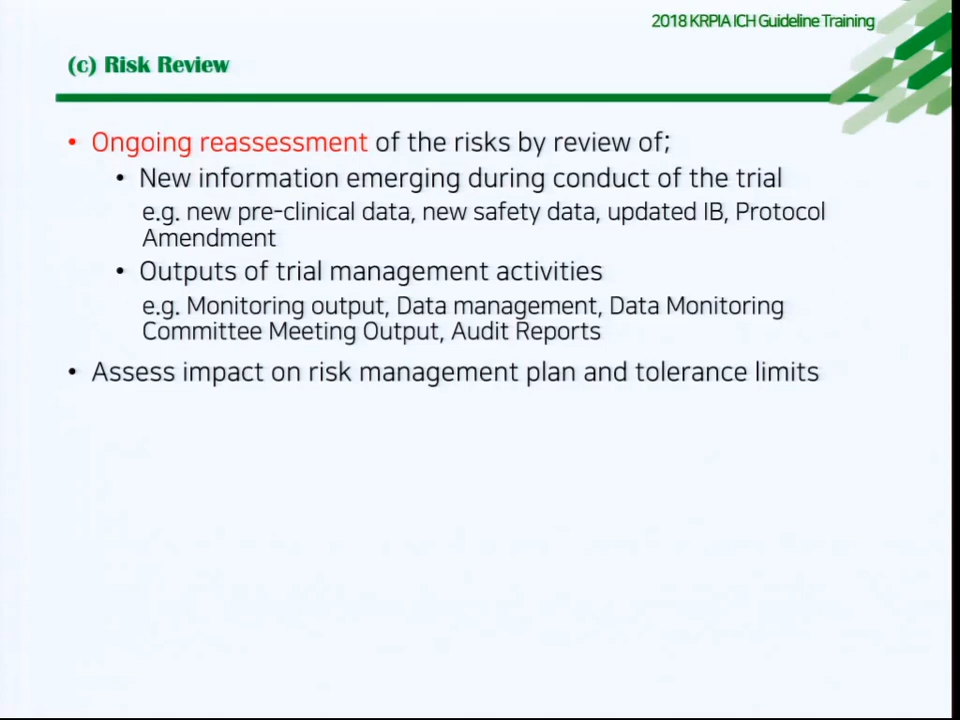 2018 KRPIA ICH Guideline Training
(c) Risk Review
• Ongoing reassessment of the risks by review of;
• New information emerging during conduct of the trial
e.g. new pre-clinical data, new safety data, updated IB, Protocol
Amendment
• Outputs of trial management activities
e.g. Monitoring output, Data management, Data Monitoring
Committee Meeting Output, Audit Reports
• Assess impact on risk management plan and tolerance limits